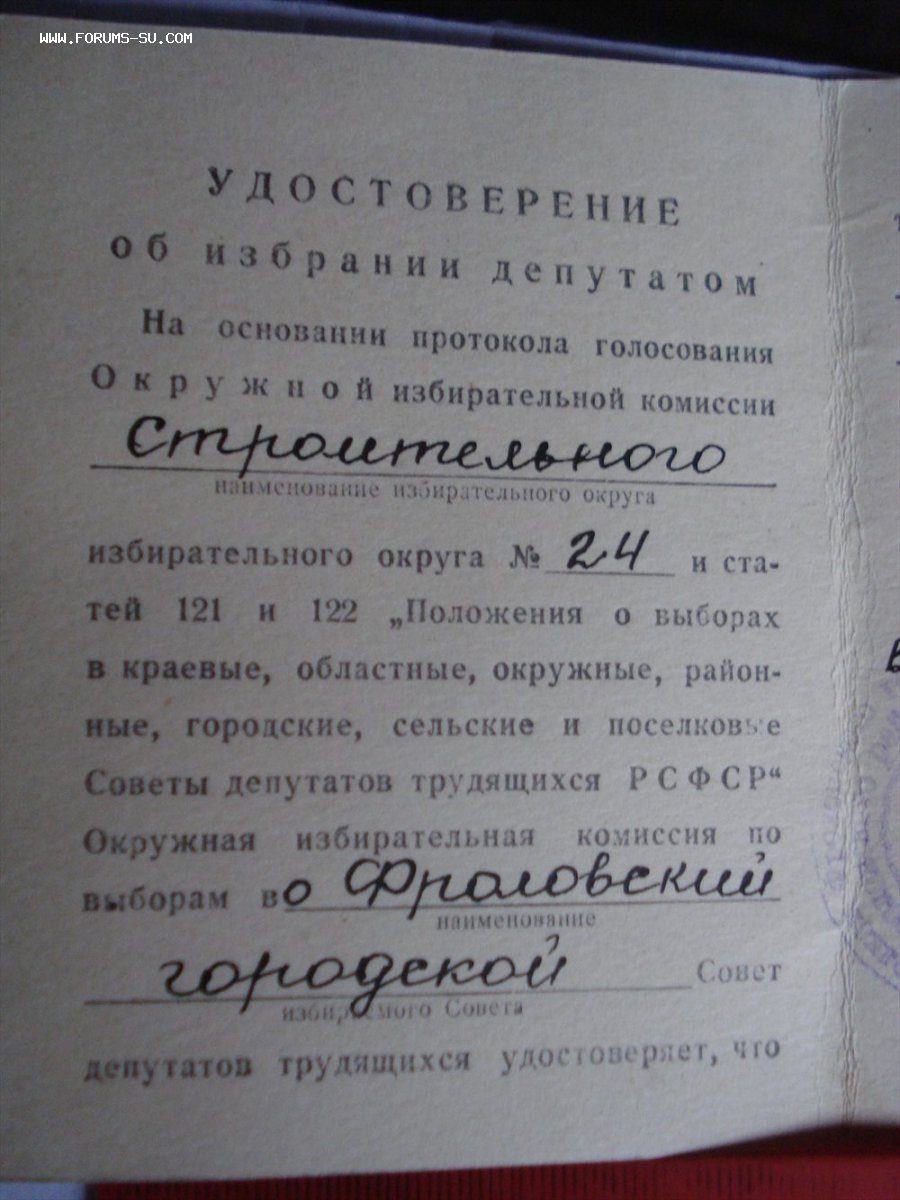 WWW.FORUMS-SU.COM
УДОСТОВЕРЕНИЕ
об избрании депутатом
На основании протокола голосования
Окружной избирательной комиссии
Строительного
наименование избирательного округа
избирательного округа № 24 и ста-
тей 121 и 122 „Положения о выборах
в краевые, областные, окружные, район-
ные, городские, сельские и поселковые
Советы депутатов трудящихся РСФСР“
Окружная избирательная комиссия по
выборам во Фроловский
наименование
городской Совет
избираемого Совета
депутатов трудящихся удостоверяет, что